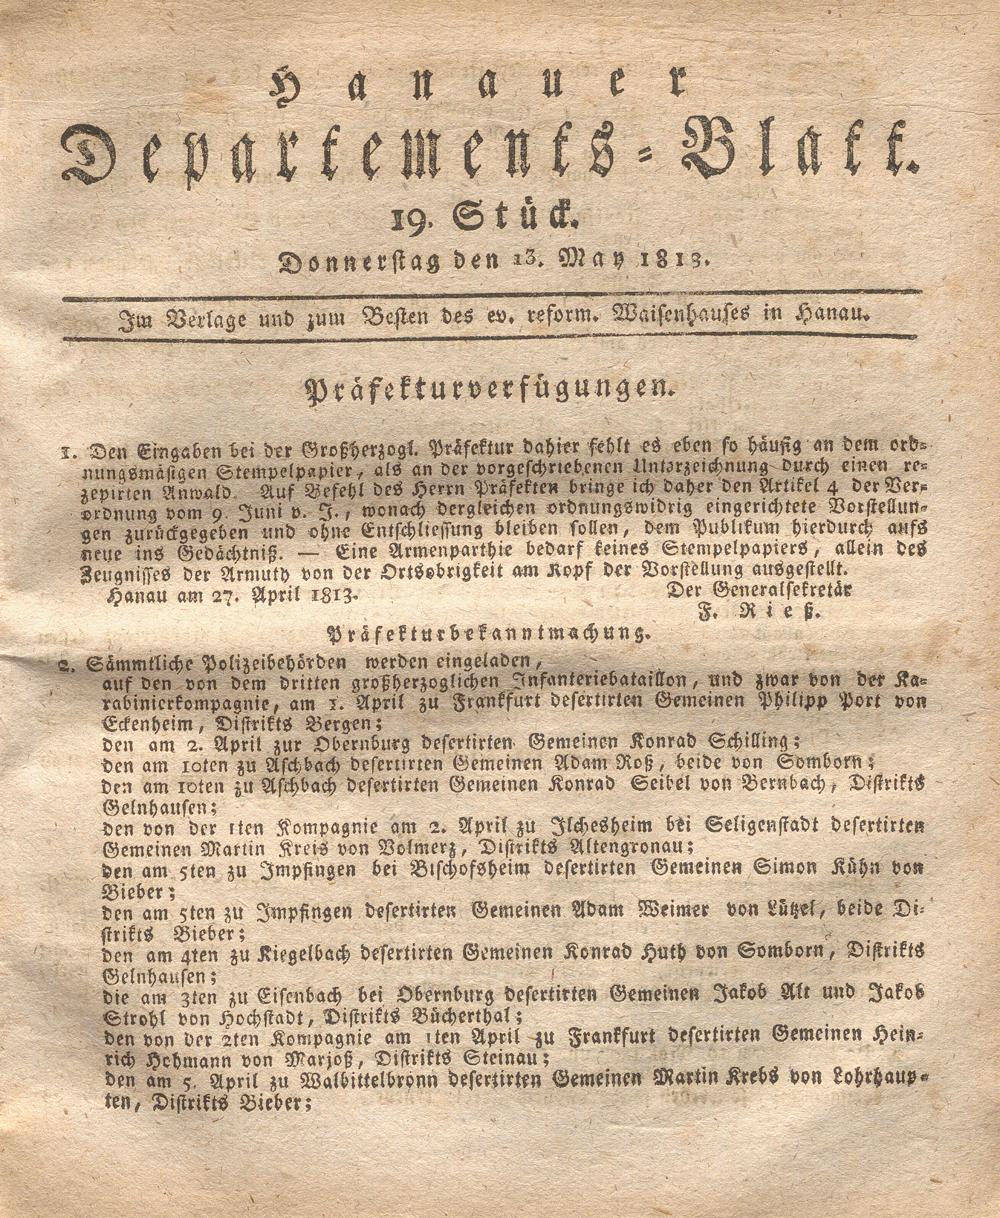 Hanauer
Departements-Blatt.
19. Stück.
Donnerstag den 13. May 1813.
Im Verlage und zum Besten des ev. reform. Waisenhauses in Hanau.
Präfekturverfügungen.
1. Den Eingaben bei der Großherzogl. Präfektur dahier fehlt es eben so häufig an dem ord-
nungsmäsigen Stempelpapier, als an der vorgeschriebenen Unterzeichnung durch einen re-
zepirten Anwald. Auf Befehl des Herrn Präfekten bringe ich daher den Artikel 4 der Ver-
ordnung vom 9. Juni v. J., wonach dergleichen ordnungswidrig eingerichtete Vorstellun-
gen zurückgegeben und ohne Entschliessung bleiben sollen, dem Publikum hierdurch aufs
neue ins Gedächtniß. — Eine Armenparthie bedarf keines Stempelpapiers, allein des
Zeugnisses der Armuth von der Ortsobrigkeit am Kopf der Vorstellung ausgestellt.
Hanau am 27. April 1813. Der Generalsekretär
F. Rieß.
Präfekturbekanntmachung.
2. Sämmtliche Polizeibehörden werden eingeladen,
auf den von dem dritten großherzoglichen Infanteriebataillon, und zwar von der Ka-
rabinierkompagnie, am 1. April zu Frankfurt desertirten Gemeinen Philipp Port von
Eckenheim, Distrikts Bergen;
den am 2. April zur Obernburg desertirten Gemeinen Konrad Schilling;
den am 10ten zu Aschbach desertirten Gemeinen Adam Roß, beide von Somborn;
den am 10ten zu Aschbach desertirten Gemeinen Konrad Seibel von Bernbach, Distrikts
Gelnhausen;
den von der 1ten Kompagnie am 2. April zu Ilchesheim bei Seligenstadt desertirten
Gemeinen Martin Kreis von Volmerz, Distrikts Altengronau;
den am 5ten zu Impfingen bei Bischofsheim desertirten Gemeinen Simon Kühn von
Bieber;
den am 5ten zu Impfingen desertirten Gemeinen Adam Weimer von Lützel, beide Di-
strikts Bieber;
den am 4ten zu Kiegelbach desertirten Gemeinen Konrad Huth von Somborn, Distrikts
Gelnhausen;
die am 3ten zu Eisenbach bei Obernburg desertirten Gemeinen Jakob Alt und Jakob
Strohl von Hochstadt, Distrikts Bücherthal;
den von der 2ten Kompagnie am 1ten April zu Frankfurt desertirten Gemeinen Hein-
rich Hohmann von Marjoß, Distrikts Steinau;
den am 5. April zu Walbittelbronn desertirten Gemeinen Martin Krebs von Lohrhaup-
ten, Distrikts Bieber;